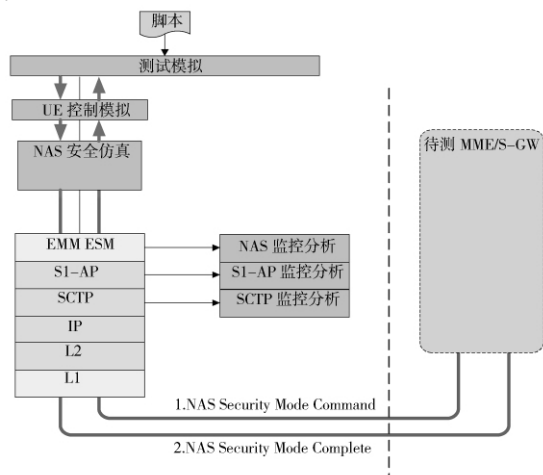 脚本
测试模拟
UE 控制模拟
NAS 安全仿真
待测 MME/S-GW
EMM ESM
NAS 监控分析
S1-AP
S1-AP 监控分析
SCTP
SCTP 监控分析
IP
L2
L1
1.NAS Security Mode Command
2.NAS Security Mode Complete